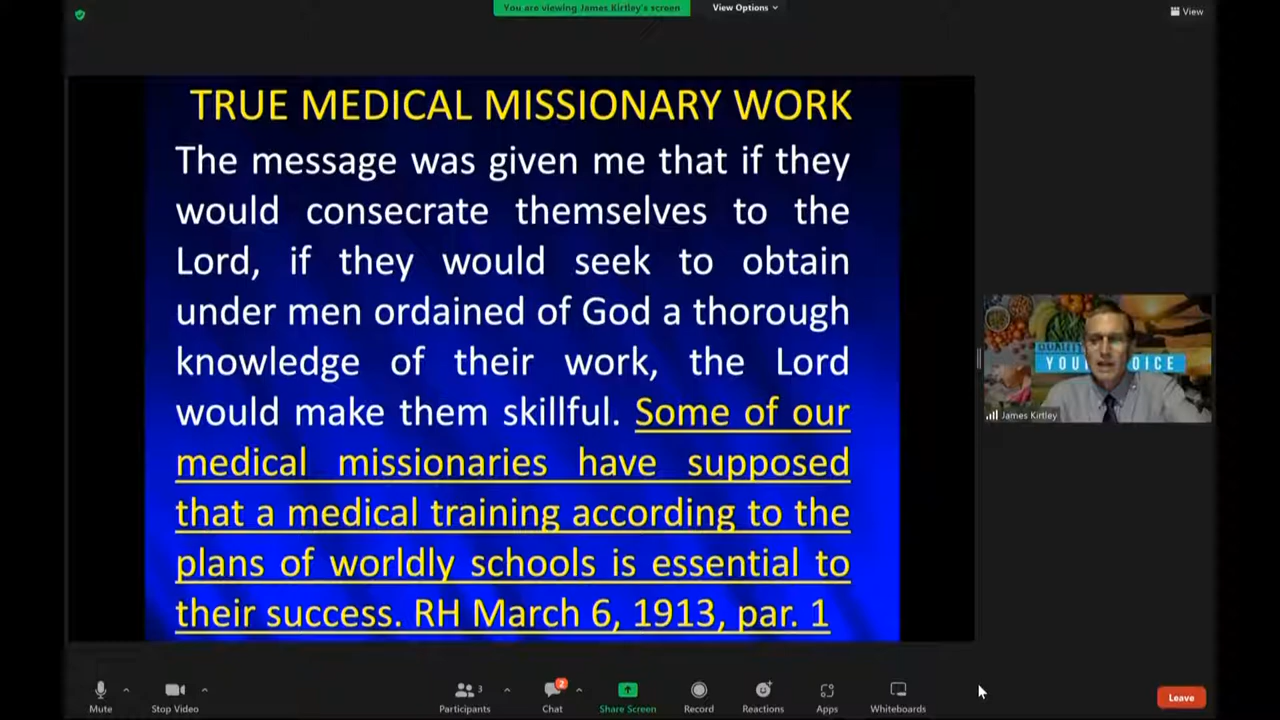 You are viewing James Kirtley's screen
View Options
View
TRUE MEDICAL MISSIONARY WORK
The message was given me that if they
would consecrate themselves to the
Lord, if they would seek to obtain
under men ordained of God a thorough
knowledge of their work, the Lord
would make them skillful. Some of our
medical missionaries have supposed
that a medical training according to the
plans of worldly schools is essential to
their success. RH March 6, 1913, par. 1
YOU OICE
James Kirtley
Mute
Stop Video
Participants
3
Chat
2
Share Screen
Record
Reactions
Apps
Whiteboards
Leave